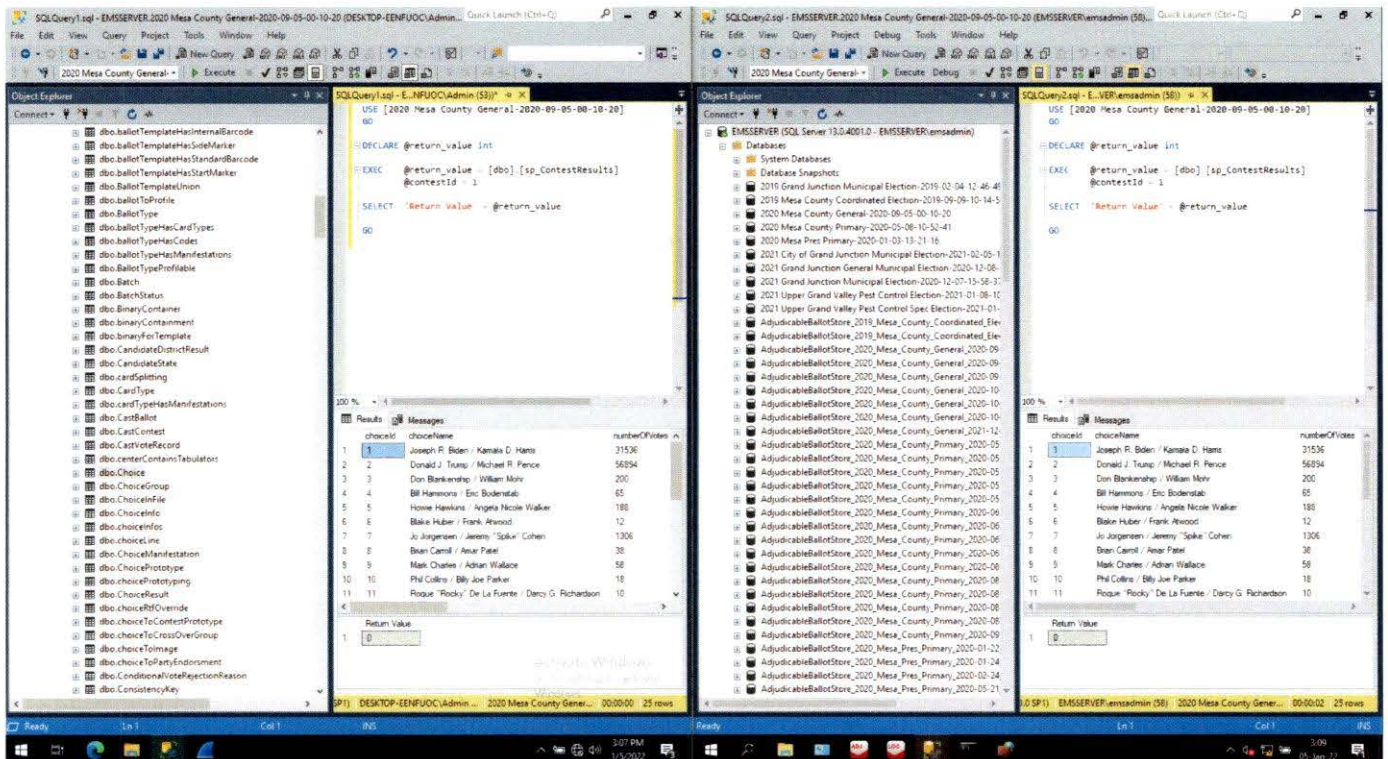 SQLQuery1.sql - EMSSERVER.2020 Mesa County General-2020-09-05-00-10-20 (DESKTOP-EENFUOC\Admin... Quick Launch (Ctrl+Q)
File Edit View Query Project Tools Window Help
New Query
2020 Mesa County General- Execute
Object Explorer
Connect
dbo.ballotTemplateHasInternalBarcode
dbo.ballotTemplateHasSideMarker
dbo.ballotTemplateHasStandardBarcode
dbo.ballotTemplateHasStartMarker
dbo.BallotTemplateUnion
dbo.ballotToProfile
dbo.BallotType
dbo.ballotTypeHasCardTypes
dbo.ballotTypeHasCodes
dbo.ballotTypeHasManifestations
dbo.BallotTypeProfilable
dbo.Batch
dbo.BatchStatus
dbo.BinaryContainer
dbo.binaryContainment
dbo.binaryForTemplate
dbo.CandidateDistrictResult
dbo.CandidateState
dbo.cardSplitting
dbo.CardType
dbo.cardTypeHasManifestations
dbo.CastBallot
dbo.CastContest
dbo.CastVoteRecord
dbo.centerContainsTabulators
dbo.Choice
dbo.ChoiceGroup
dbo.ChoiceInFile
dbo.ChoiceInfo
dbo.choiceInfos
dbo.choiceLine
dbo.ChoiceManifestation
dbo.ChoicePrototype
dbo.choicePrototyping
dbo.ChoiceResult
dbo.choiceRtfOverride
dbo.choiceToContestPrototype
dbo.choiceToCrossOverGroup
dbo.choiceToImage
dbo.choiceToPartyEndorsment
dbo.ConditionalVoteRejectionReason
dbo.ConsistencyKey
SQLQuery1.sql - E...NFUOC\Admin (53))*
USE [2020 Mesa County General-2020-09-05-00-10-20]
GO
DECLARE @return_value int
EXEC @return_value = [dbo].[sp_ContestResults]
@contestId = 1
SELECT 'Return Value' = @return_value
GO
100 %
Results Messages
choiceId choiceName numberOfVotes
1 1 Joseph R. Biden / Kamala D. Harris 31536
2 2 Donald J. Trump / Michael R. Pence 56894
3 3 Don Blankenship / William Mohr 200
4 4 Bill Hammons / Eric Bodenstab 65
5 5 Howie Hawkins / Angela Nicole Walker 188
6 6 Blake Huber / Frank Atwood 12
7 7 Jo Jorgensen / Jeremy "Spike" Cohen 1306
8 8 Brian Carroll / Amar Patel 38
9 9 Mark Charles / Adrian Wallace 58
10 10 Phil Collins / Billy Joe Parker 18
11 11 Roque "Rocky" De La Fuente / Darcy G. Richardson 10
Return Value
1 0
SP1) DESKTOP-EENFUOC\Admin ... 2020 Mesa County Gener... 00:00:00 25 rows
Ready Ln 1 Col 1 INS
3:07 PM
1/5/2022
SQLQuery2.sql - EMSSERVER.2020 Mesa County General-2020-09-05-00-10-20 (EMSSERVER\emsadmin (58)... Quick Launch (Ctrl+Q)
File Edit View Query Project Debug Tools Window Help
New Query
2020 Mesa County General- Execute Debug
Object Explorer
Connect
EMSSERVER (SQL Server 13.0.4001.0 - EMSSERVER\emsadmin)
Databases
System Databases
Database Snapshots
2019 Grand Junction Municipal Election-2019-02-04-12-46-49
2019 Mesa County Coordinated Election-2019-09-09-10-14-5
2020 Mesa County General-2020-09-05-00-10-20
2020 Mesa County Primary-2020-05-08-10-52-41
2020 Mesa Pres Primary-2020-01-03-13-21-16
2021 City of Grand Junction Municipal Election-2021-02-05-1
2021 Grand Junction General Municipal Election-2020-12-08-
2021 Grand Junction Municipal Election-2020-12-07-15-58-37
2021 Upper Grand Valley Pest Control Election-2021-01-08-10
2021 Upper Grand Valley Pest Control Spec Election-2021-01-
AdjudicableBallotStore_2019_Mesa_County_Coordinated_Elec
AdjudicableBallotStore_2019_Mesa_County_Coordinated_Elec
AdjudicableBallotStore_2020_Mesa_County_General_2020-09
AdjudicableBallotStore_2020_Mesa_County_General_2020-09
AdjudicableBallotStore_2020_Mesa_County_General_2020-09
AdjudicableBallotStore_2020_Mesa_County_General_2020-10
AdjudicableBallotStore_2020_Mesa_County_General_2020-10
AdjudicableBallotStore_2020_Mesa_County_General_2020-10
AdjudicableBallotStore_2020_Mesa_County_General_2021-12
AdjudicableBallotStore_2020_Mesa_County_Primary_2020-05
AdjudicableBallotStore_2020_Mesa_County_Primary_2020-05
AdjudicableBallotStore_2020_Mesa_County_Primary_2020-05
AdjudicableBallotStore_2020_Mesa_County_Primary_2020-05
AdjudicableBallotStore_2020_Mesa_County_Primary_2020-05
AdjudicableBallotStore_2020_Mesa_County_Primary_2020-06
AdjudicableBallotStore_2020_Mesa_County_Primary_2020-06
AdjudicableBallotStore_2020_Mesa_County_Primary_2020-06
AdjudicableBallotStore_2020_Mesa_County_Primary_2020-06
AdjudicableBallotStore_2020_Mesa_County_Primary_2020-06
AdjudicableBallotStore_2020_Mesa_County_Primary_2020-08
AdjudicableBallotStore_2020_Mesa_County_Primary_2020-08
AdjudicableBallotStore_2020_Mesa_County_Primary_2020-08
AdjudicableBallotStore_2020_Mesa_County_Primary_2020-08
AdjudicableBallotStore_2020_Mesa_County_Primary_2020-08
AdjudicableBallotStore_2020_Mesa_County_Primary_2020-09
AdjudicableBallotStore_2020_Mesa_Pres_Primary_2020-01-22
AdjudicableBallotStore_2020_Mesa_Pres_Primary_2020-01-24
AdjudicableBallotStore_2020_Mesa_Pres_Primary_2020-02-24
AdjudicableBallotStore_2020_Mesa_Pres_Primary_2020-05-21
SQLQuery2.sql - E...VER\emsadmin (58))
USE [2020 Mesa County General-2020-09-05-00-10-20]
GO
DECLARE @return_value int
EXEC @return_value = [dbo].[sp_ContestResults]
@contestId = 1
SELECT 'Return Value' = @return_value
GO
100 %
Results Messages
choiceId choiceName numberOfVotes
1 1 Joseph R. Biden / Kamala D. Harris 31536
2 2 Donald J. Trump / Michael R. Pence 56894
3 3 Don Blankenship / William Mohr 200
4 4 Bill Hammons / Eric Bodenstab 65
5 5 Howie Hawkins / Angela Nicole Walker 188
6 6 Blake Huber / Frank Atwood 12
7 7 Jo Jorgensen / Jeremy "Spike" Cohen 1306
8 8 Brian Carroll / Amar Patel 38
9 9 Mark Charles / Adrian Wallace 58
10 10 Phil Collins / Billy Joe Parker 18
11 11 Roque "Rocky" De La Fuente / Darcy G. Richardson 10
Return Value
1 0
.0 SP1) EMSSERVER\emsadmin (58) 2020 Mesa County Gener... 00:00:02 25 rows
Ready Ln 1 Col 1 INS
3:09
05-Jan-22